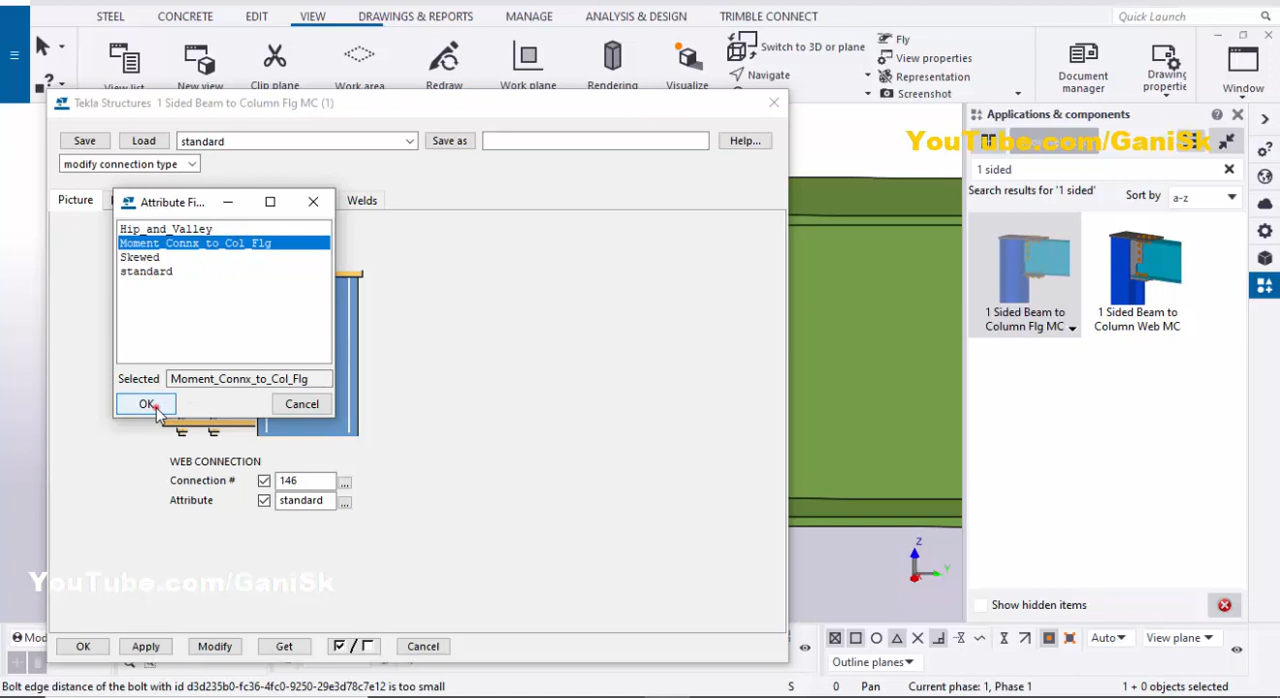 STEEL CONCRETE EDIT VIEW DRAWINGS & REPORTS MANAGE ANALYSIS & DESIGN TRIMBLE CONNECT Quick Launch
Switch to 3D or plane
Fly
View properties
Navigate
Representation
Screenshot
View list New view Clip plane Work area Redraw Work plane Rendering Visualize
Document manager
Drawing properties
Window
Tekla Structures 1 Sided Beam to Column Flg MC (1)
Save Load standard Save as Help...
modify connection type
Picture Welds
Attribute Fi...
Hip_and_Valley
Moment_Connx_to_Col_Flg
Skewed
standard
Selected Moment_Connx_to_Col_Flg
OK Cancel
WEB CONNECTION
Connection # 146 ...
Attribute standard ...
OK Apply Modify Get / Cancel
Applications & components
YouTube.com/GaniSk
1 sided
Search results for '1 sided' Sort by a-z
1 Sided Beam to
Column Flg MC
1 Sided Beam to
Column Web MC
Z
Y
YouTube.com/GaniSk
Show hidden items
Mod
Auto View plane
Outline planes
Bolt edge distance of the bolt with id d3d235b0-fc36-4fc0-9250-29e3d78c7e12 is too small S 0 Pan Current phase: 1, Phase 1 1 + 0 objects selected